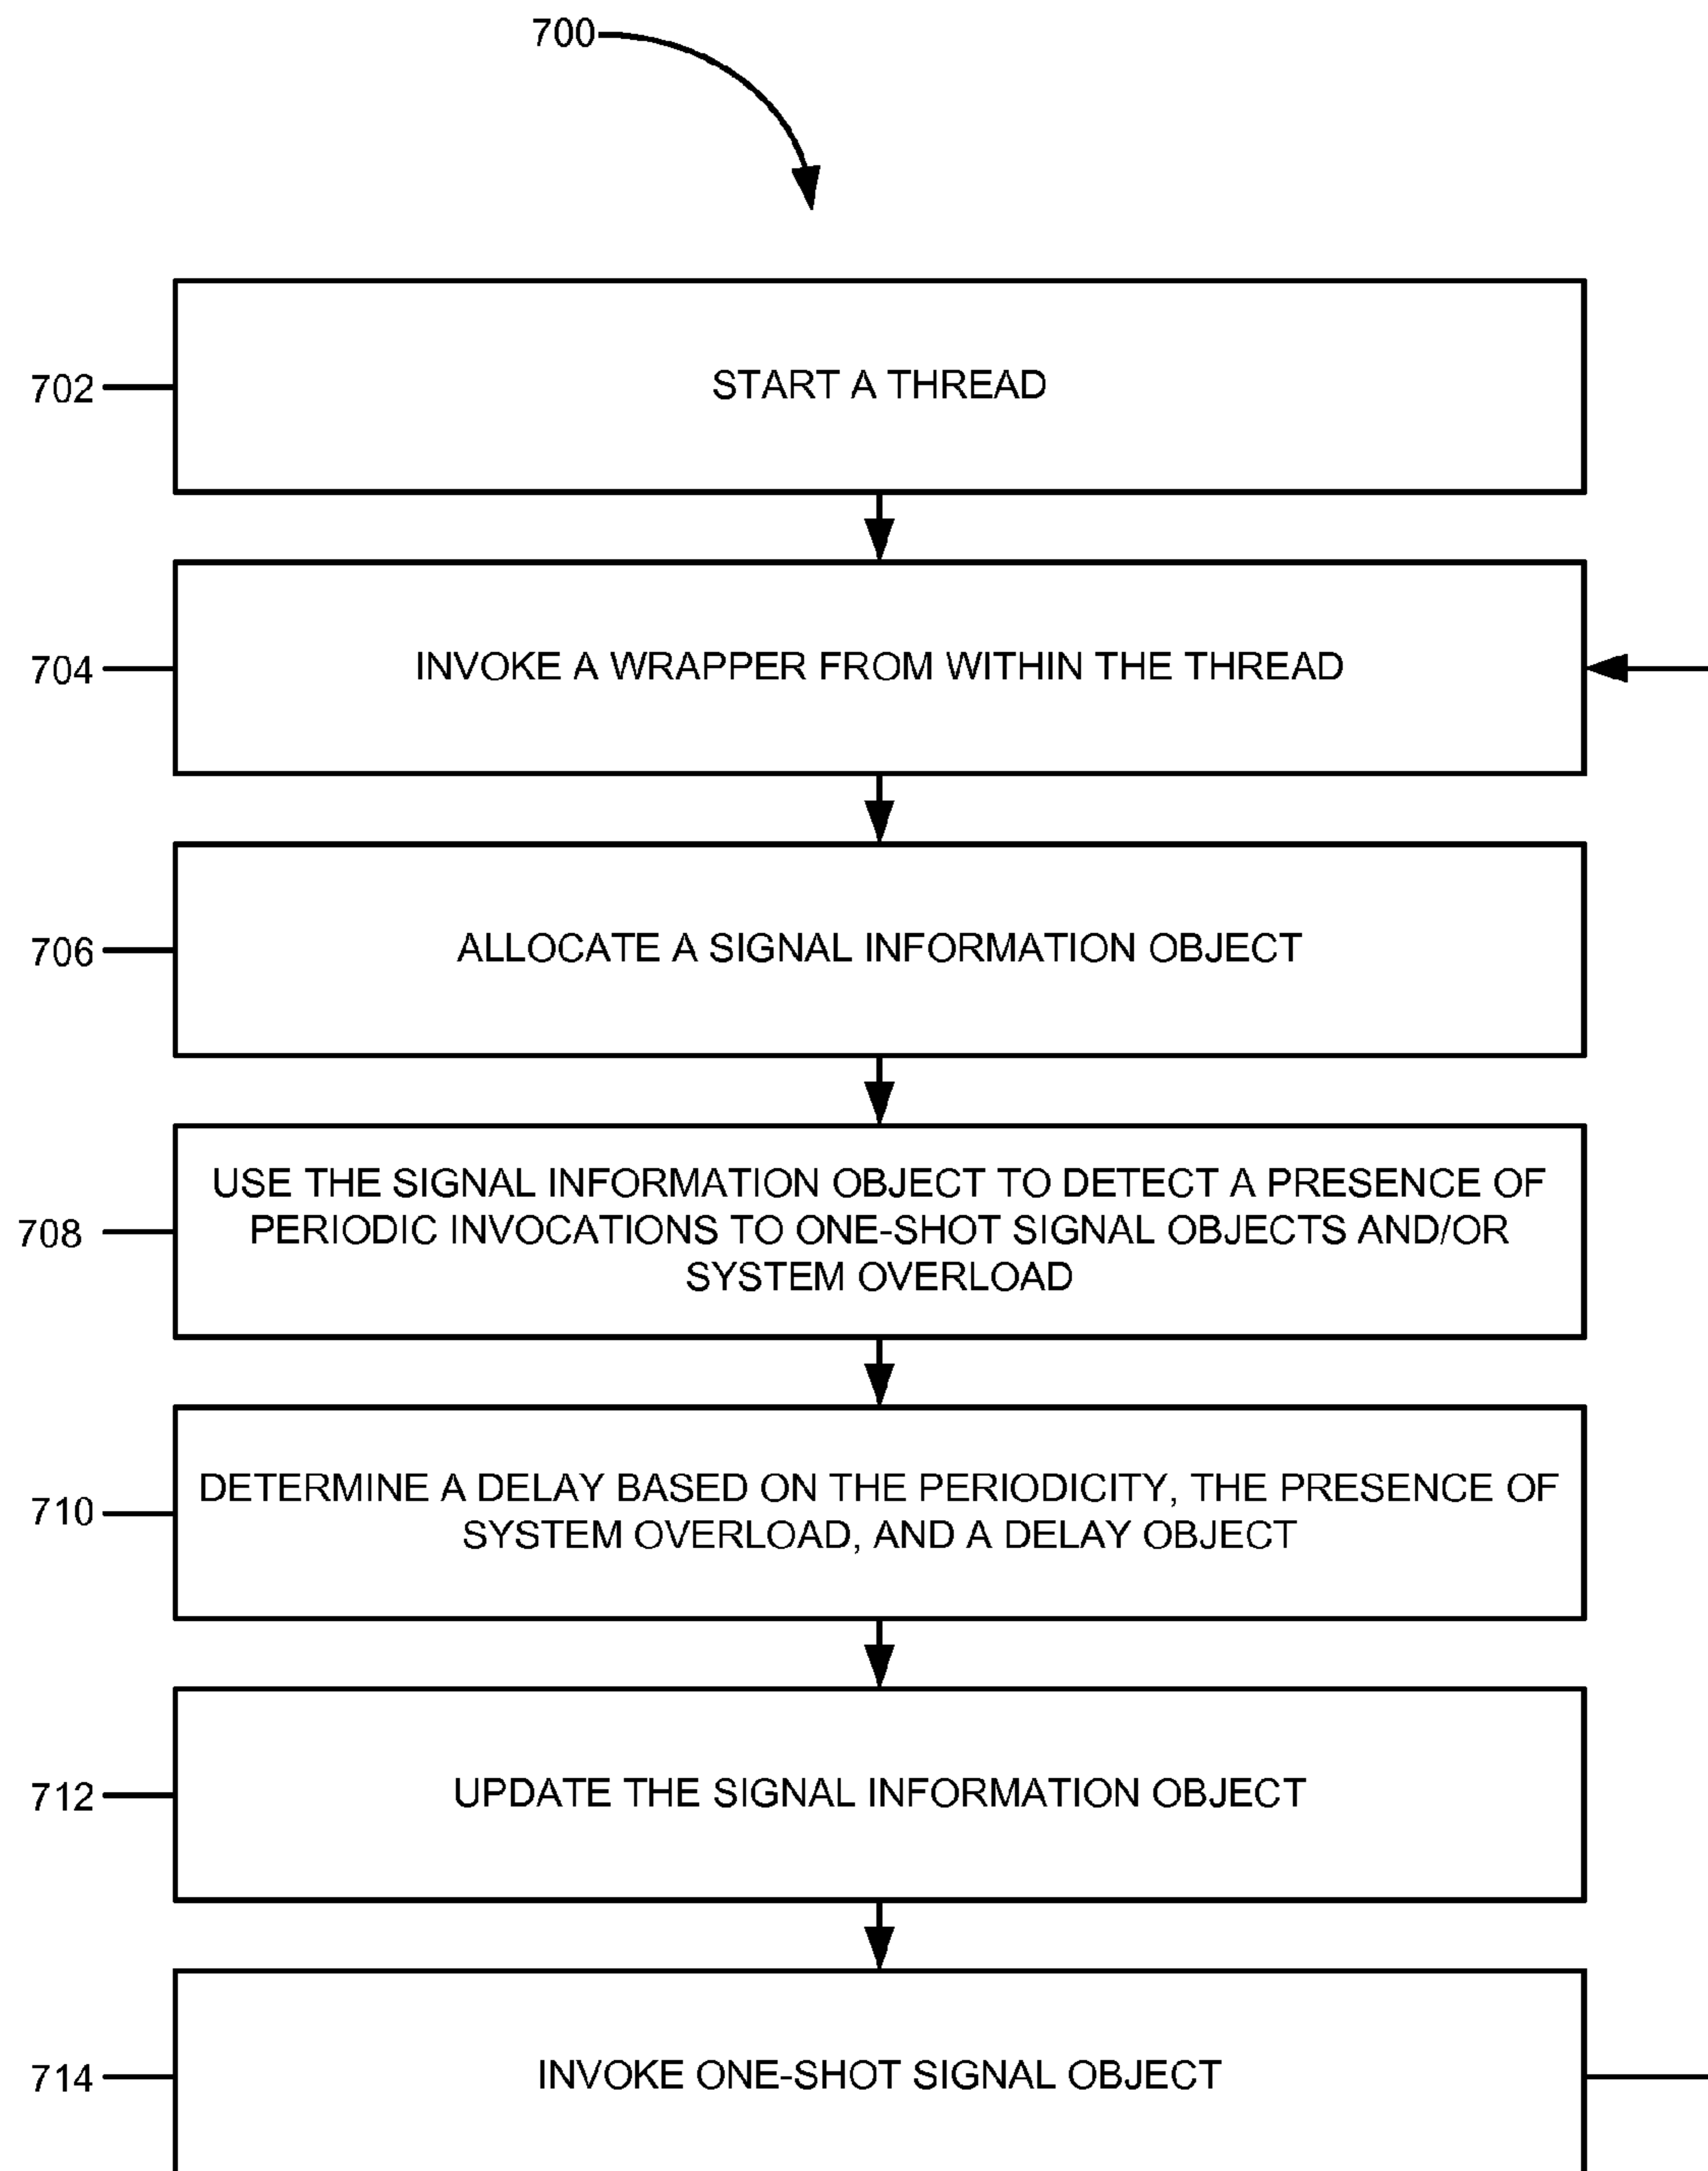 700
702
START A THREAD
704
INVOKE A WRAPPER FROM WITHIN THE THREAD
706
ALLOCATE A SIGNAL INFORMATION OBJECT
708
USE THE SIGNAL INFORMATION OBJECT TO DETECT A PRESENCE OF
PERIODIC INVOCATIONS TO ONE-SHOT SIGNAL OBJECTS AND/OR
SYSTEM OVERLOAD
710
DETERMINE A DELAY BASED ON THE PERIODICITY, THE PRESENCE OF
SYSTEM OVERLOAD, AND A DELAY OBJECT
712
UPDATE THE SIGNAL INFORMATION OBJECT
714
INVOKE ONE-SHOT SIGNAL OBJECT